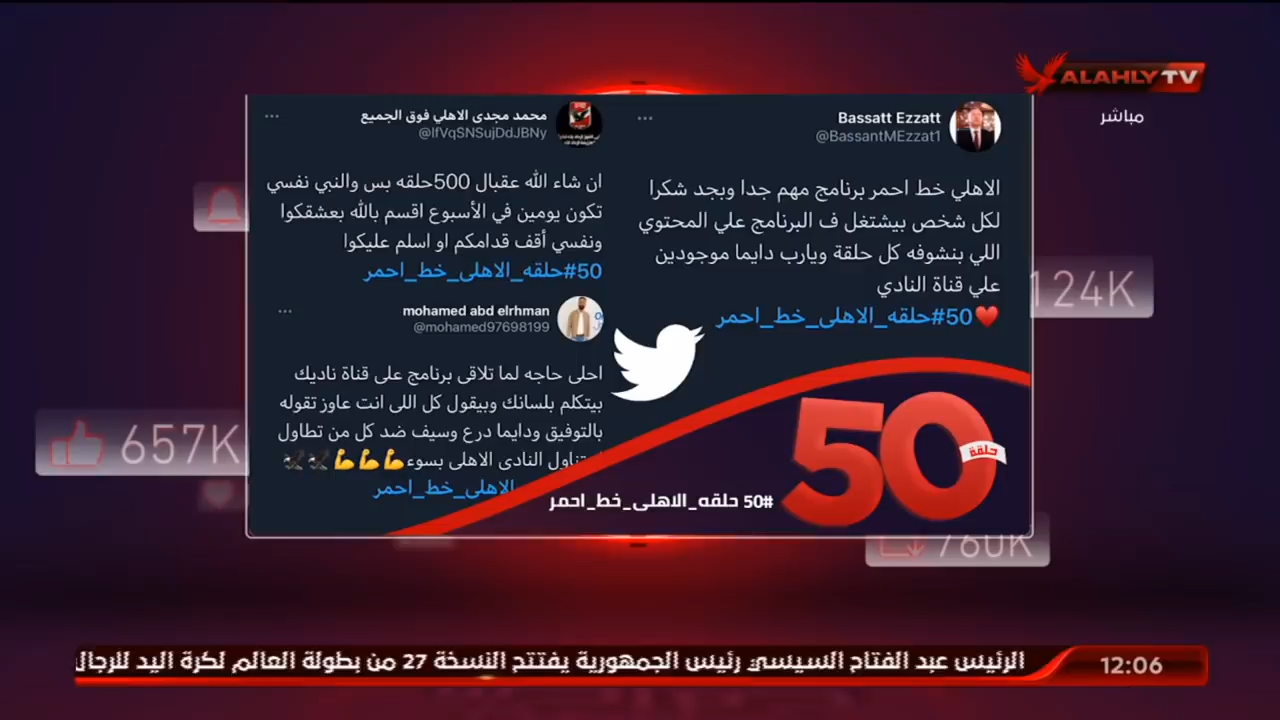 ALAHLY TV
مباشر
Bassatt Ezzatt
@BassantMEzzat1
الاهلي خط احمر برنامج مهم جدا وبجد شكرا
لكل شخص بيشتغل ف البرنامج علي المحتوي
اللي بنشوفه كل حلقة ويارب دايما موجودين
علي قناة النادي
❤️#50حلقه_الاهلى_خط_احمر
محمد مجدى الاهلي فوق الجميع
@IfVqSNSujDdJBNy
ان شاء الله عقبال 500حلقه بس والنبي نفسي
تكون يومين في الأسبوع اقسم بالله بعشقكوا
ونفسي أقف قدامكم او اسلم عليكوا
#50حلقه_الاهلى_خط_احمر
mohamed abd elrhman
@mohamed97698199
احلى حاجه لما تلاقى برنامج على قناة ناديك
بيتكلم بلسانك وبيقول كل اللى انت عاوز تقوله
بالتوفيق ودايما درع وسيف ضد كل من تطاول
النادى الاهلى بسوء💪💪💪🦅🦅
الاهلى_خط_احمر
50
حلقة
#50 حلقه_الاهلى_خط_احمر
124K
657K
760K
12:06
الرئيس عبد الفتاح السيسي رئيس الجمهورية يفتتح النسخة 27 من بطولة العالم لكرة اليد للرجال